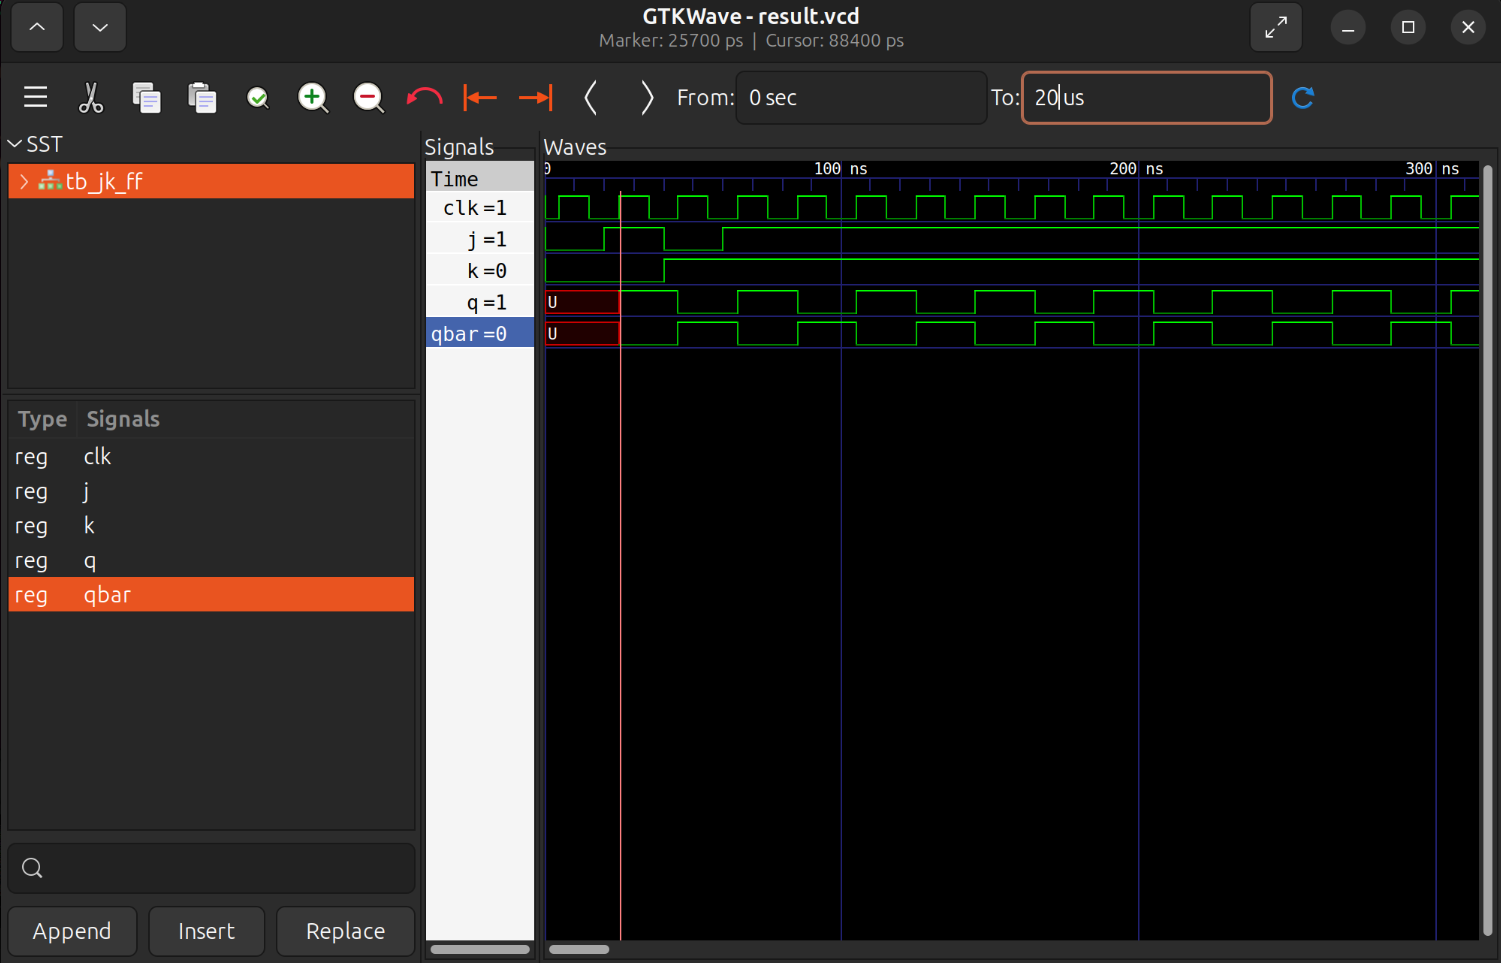 GTKWave - result.vcd
Marker: 25700 ps | Cursor: 88400 ps
From: 0 sec To: 20 us
SST
tb_jk_ff
Type Signals
reg clk
reg j
reg k
reg q
reg qbar
Append Insert Replace
Signals
Time
clk =1
j =1
k =0
q =1
qbar =0
Waves
0 100 ns 200 ns 300 ns
U
U